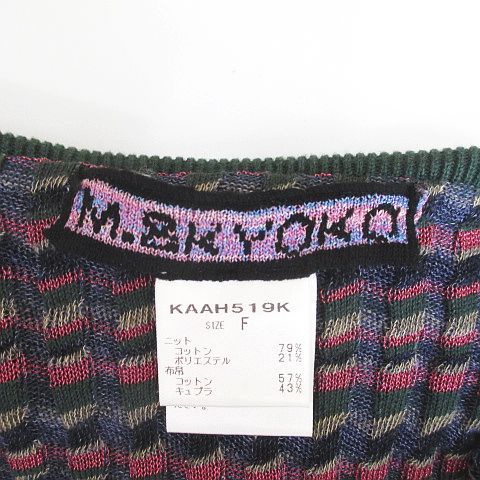 M.&KYOKO
KAAH519K
SIZE F
ニット
コットン 79%
ポリエステル 21%
布帛
コットン 57%
キュプラ 43%